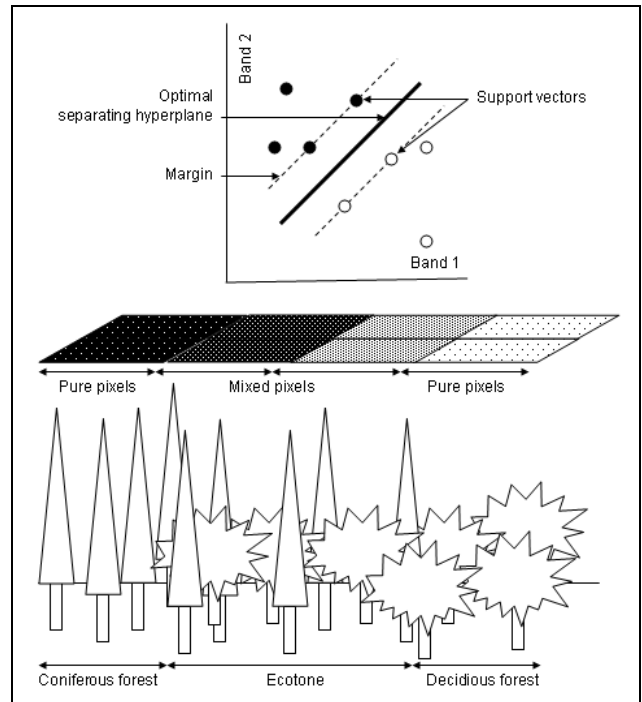 Band 2
Optimal
separating hyperplane
Support vectors
Margin
Band 1
Pure pixels
Mixed pixels
Pure pixels
Coniferous forest
Ecotone
Decidious forest